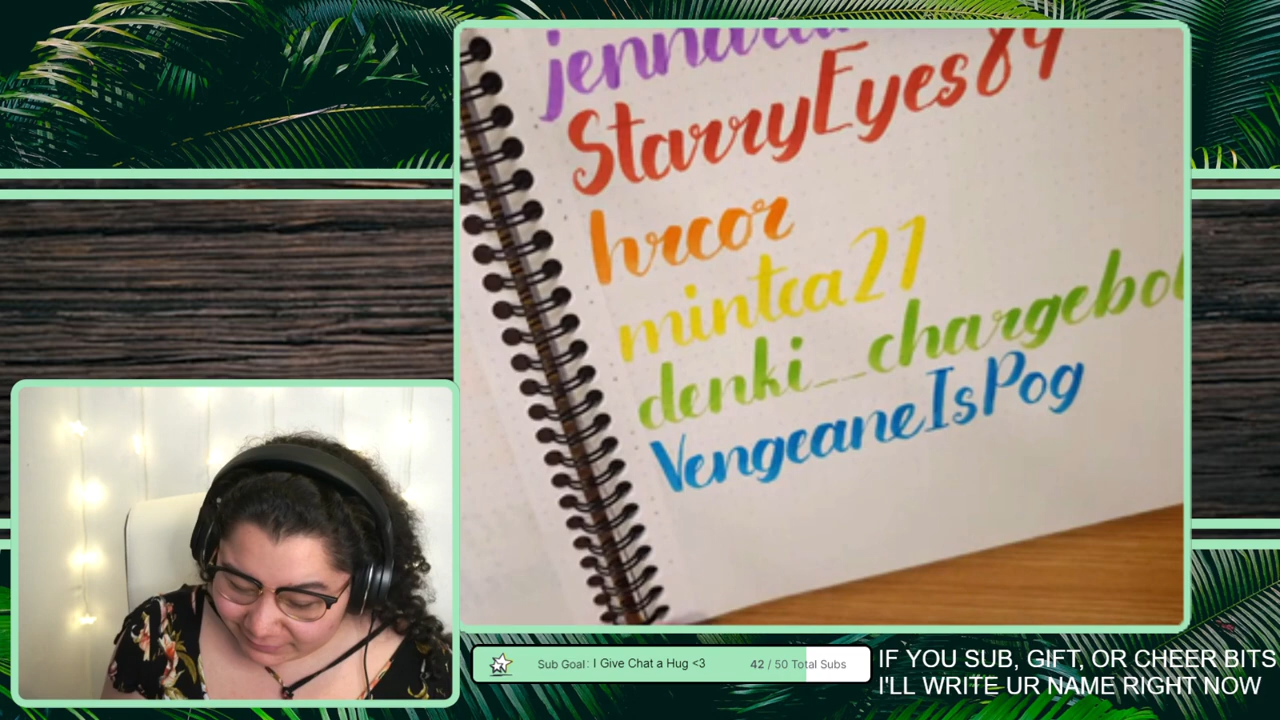 StarryEyes84
hrcor
mintea21
denki__chargebol
VengeaneIsPog
Sub Goal: I Give Chat a Hug <3 42 / 50 Total Subs
IF YOU SUB, GIFT, OR CHEER BITS
I'LL WRITE UR NAME RIGHT NOW